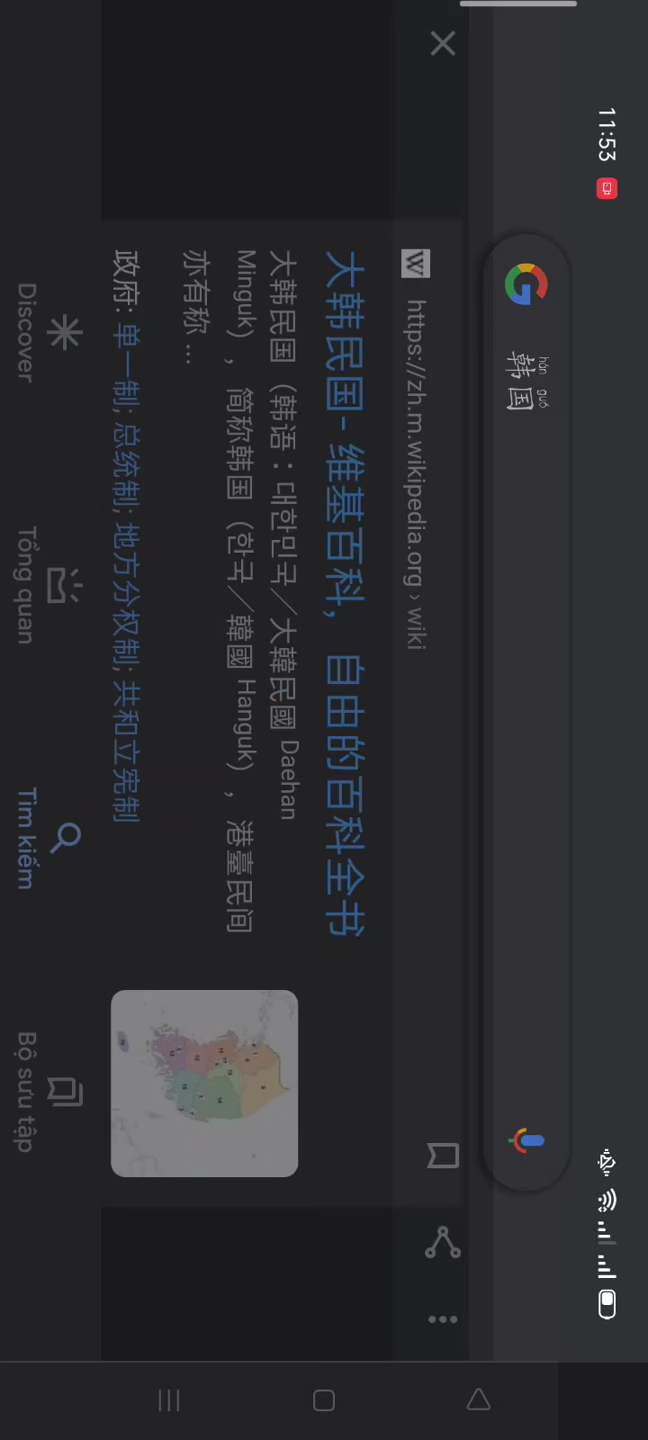 11:53
hán guó
韩国
https://zh.m.wikipedia.org › wiki
大韩民国- 维基百科， 自由的百科全书
大韩民国（韩语：대한민국／大韓民國 Daehan
Minguk），简称韩国（한국／韓國 Hanguk），港臺民间
亦有称 ...
政府: 单一制; 总统制; 地方分权制; 共和立宪制
Discover
Tổng quan
Tìm kiếm
Bộ sưu tập